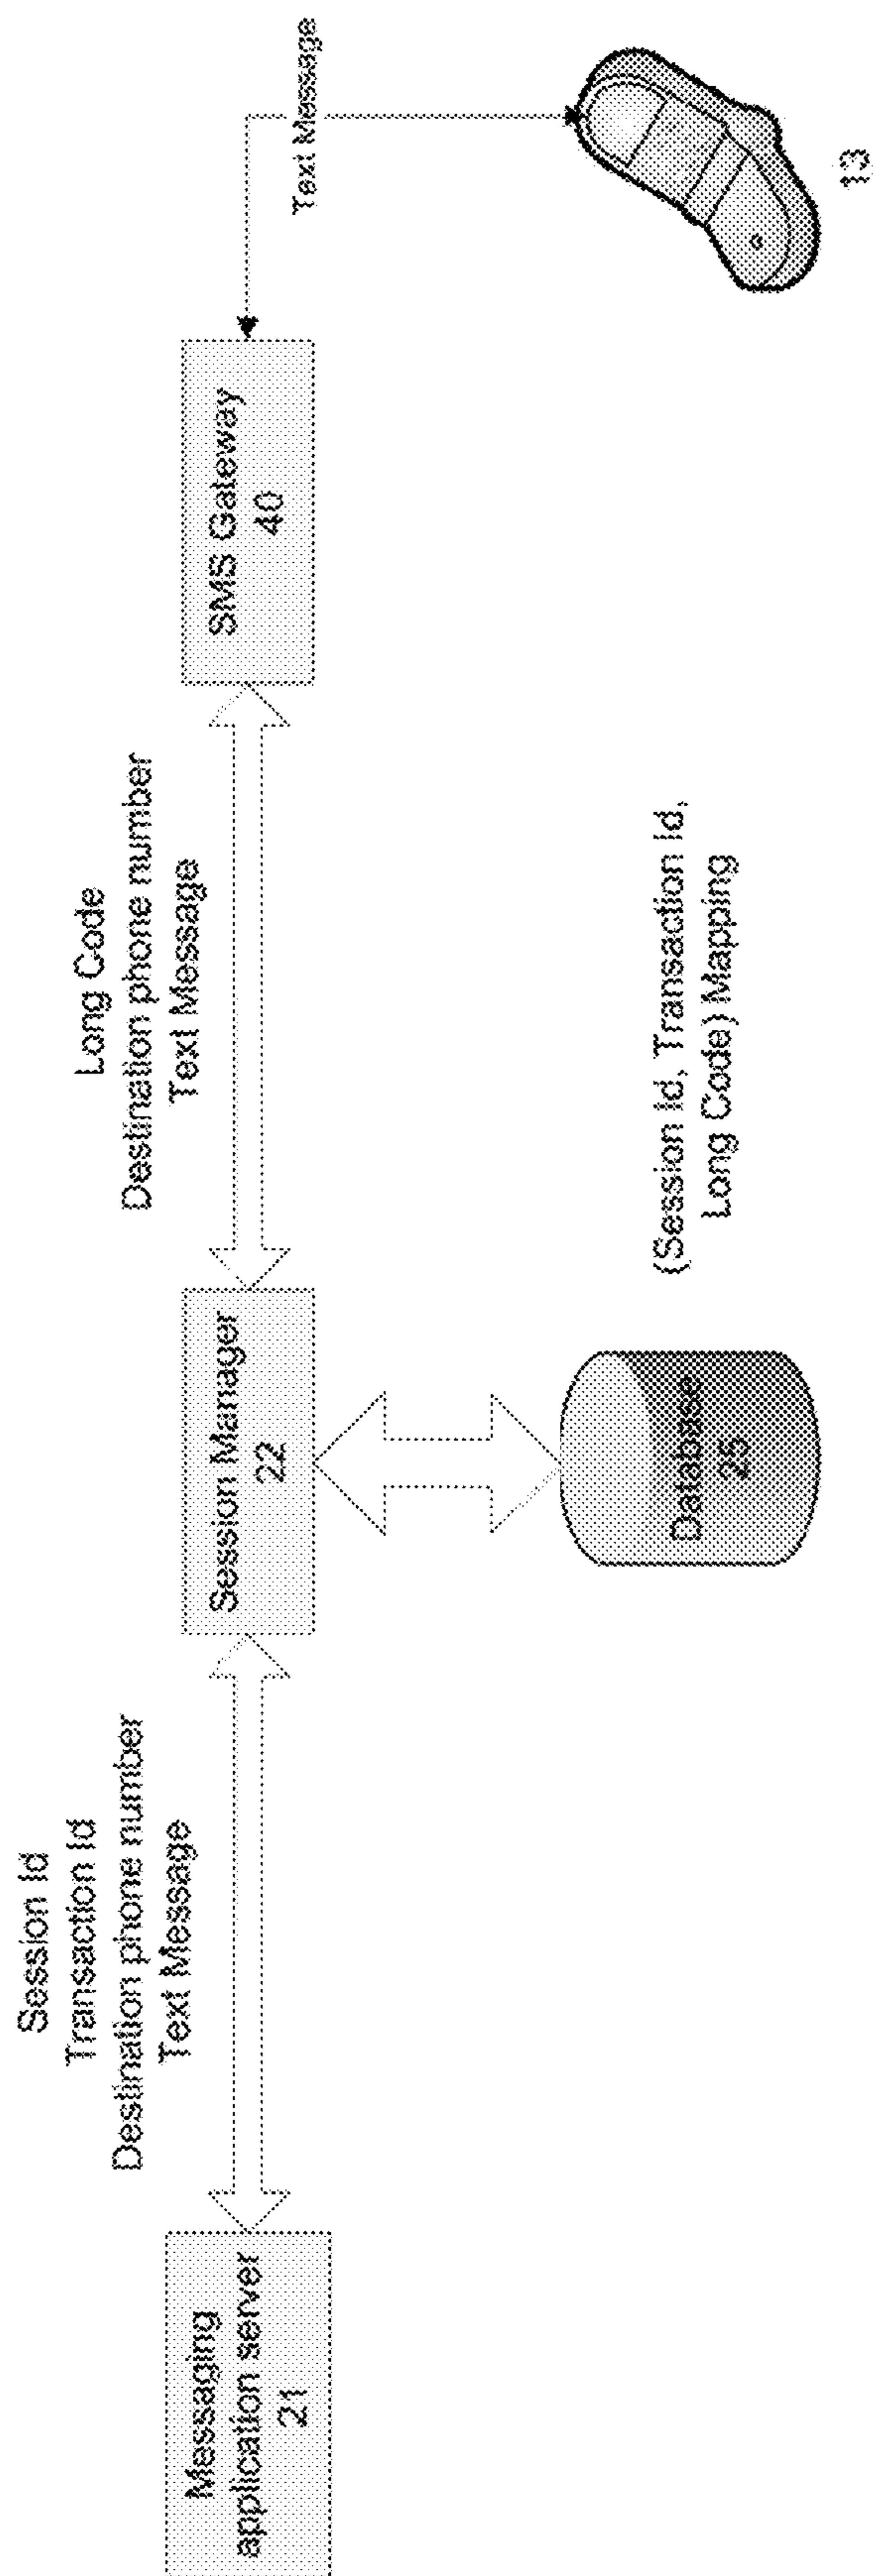 Session Id
Transaction Id
Destination phone number
Text Message
Long Code
Destination phone number
Text Message
Text Message
Messaging
application server
21
Session Manager
22
SMS Gateway
40
Database
25
(Session Id, Transaction Id,
Long Code) Mapping
13